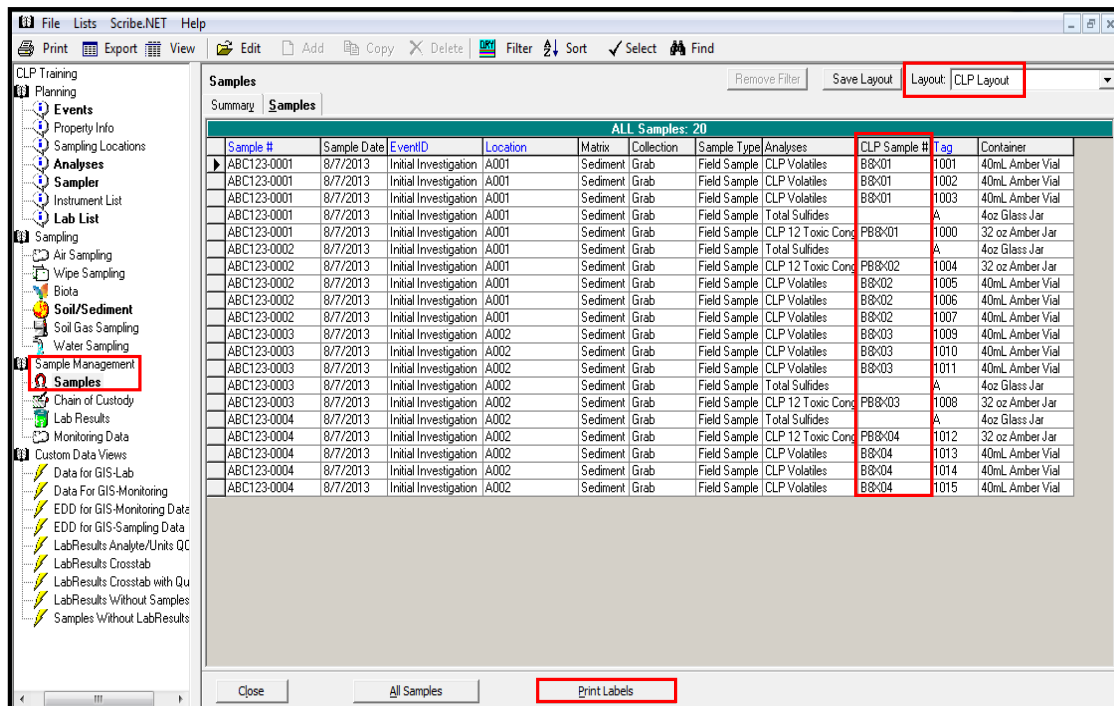 File Lists Scribe.NET Help
Print Export View Edit Add Copy Delete QRY Filter Sort Select Find
CLP Training
Planning
Events
Property Info
Sampling Locations
Analyses
Sampler
Instrument List
Lab List
Sampling
Air Sampling
Wipe Sampling
Biota
Soil/Sediment
Soil Gas Sampling
Water Sampling
Sample Management
Samples
Chain of Custody
Lab Results
Monitoring Data
Custom Data Views
Data for GIS-Lab
Data For GIS-Monitoring
EDD for GIS-Monitoring Data
EDD for GIS-Sampling Data
LabResults Analyte/Units QC
LabResults Crosstab
LabResults Crosstab with Qu
LabResults Without Samples
Samples Without LabResults
Samples Remove Filter Save Layout Layout: CLP Layout
Summary Samples
ALL Samples: 20
Sample # Sample Date EventID Location Matrix Collection Sample Type Analyses CLP Sample # Tag Container
ABC123-0001 8/7/2013 Initial Investigation A001 Sediment Grab Field Sample CLP Volatiles B8X01 1001 40mL Amber Vial
ABC123-0001 8/7/2013 Initial Investigation A001 Sediment Grab Field Sample CLP Volatiles B8X01 1002 40mL Amber Vial
ABC123-0001 8/7/2013 Initial Investigation A001 Sediment Grab Field Sample CLP Volatiles B8X01 1003 40mL Amber Vial
ABC123-0001 8/7/2013 Initial Investigation A001 Sediment Grab Field Sample Total Sulfides A 4oz Glass Jar
ABC123-0001 8/7/2013 Initial Investigation A001 Sediment Grab Field Sample CLP 12 Toxic Cong PB8X01 1000 32 oz Amber Jar
ABC123-0002 8/7/2013 Initial Investigation A001 Sediment Grab Field Sample Total Sulfides A 4oz Glass Jar
ABC123-0002 8/7/2013 Initial Investigation A001 Sediment Grab Field Sample CLP 12 Toxic Cong PB8X02 1004 32 oz Amber Jar
ABC123-0002 8/7/2013 Initial Investigation A001 Sediment Grab Field Sample CLP Volatiles B8X02 1005 40mL Amber Vial
ABC123-0002 8/7/2013 Initial Investigation A001 Sediment Grab Field Sample CLP Volatiles B8X02 1006 40mL Amber Vial
ABC123-0002 8/7/2013 Initial Investigation A001 Sediment Grab Field Sample CLP Volatiles B8X02 1007 40mL Amber Vial
ABC123-0003 8/7/2013 Initial Investigation A002 Sediment Grab Field Sample CLP Volatiles B8X03 1009 40mL Amber Vial
ABC123-0003 8/7/2013 Initial Investigation A002 Sediment Grab Field Sample CLP Volatiles B8X03 1010 40mL Amber Vial
ABC123-0003 8/7/2013 Initial Investigation A002 Sediment Grab Field Sample CLP Volatiles B8X03 1011 40mL Amber Vial
ABC123-0003 8/7/2013 Initial Investigation A002 Sediment Grab Field Sample Total Sulfides A 4oz Glass Jar
ABC123-0003 8/7/2013 Initial Investigation A002 Sediment Grab Field Sample CLP 12 Toxic Cong PB8X03 1008 32 oz Amber Jar
ABC123-0004 8/7/2013 Initial Investigation A002 Sediment Grab Field Sample Total Sulfides A 4oz Glass Jar
ABC123-0004 8/7/2013 Initial Investigation A002 Sediment Grab Field Sample CLP 12 Toxic Cong PB8X04 1012 32 oz Amber Jar
ABC123-0004 8/7/2013 Initial Investigation A002 Sediment Grab Field Sample CLP Volatiles B8X04 1013 40mL Amber Vial
ABC123-0004 8/7/2013 Initial Investigation A002 Sediment Grab Field Sample CLP Volatiles B8X04 1014 40mL Amber Vial
ABC123-0004 8/7/2013 Initial Investigation A002 Sediment Grab Field Sample CLP Volatiles B8X04 1015 40mL Amber Vial
Close All Samples Print Labels